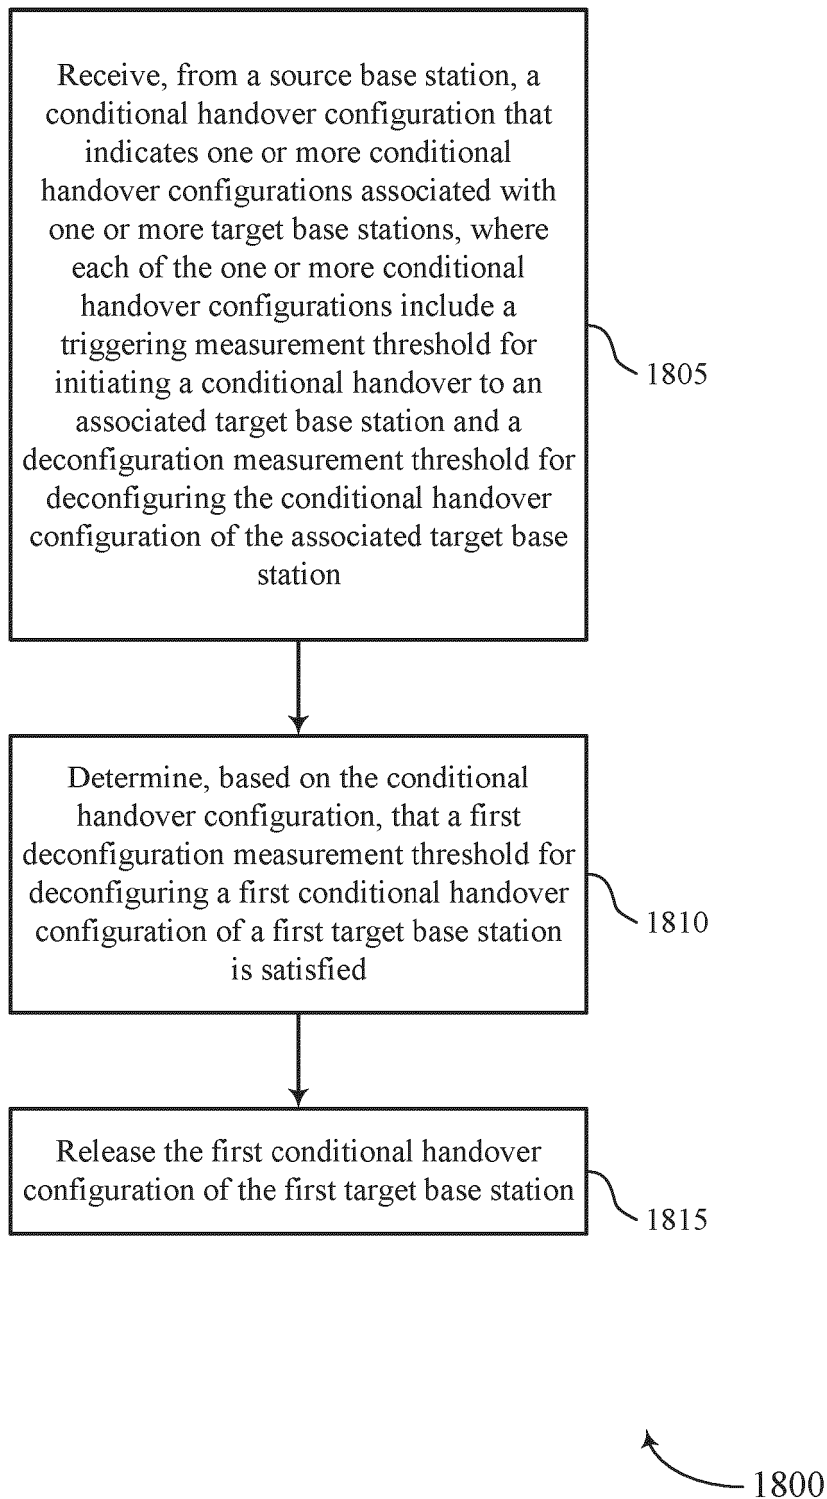 Receive, from a source base station, a
conditional handover configuration that
indicates one or more conditional
handover configurations associated with
one or more target base stations, where
each of the one or more conditional
handover configurations include a
triggering measurement threshold for
initiating a conditional handover to an
associated target base station and a
deconfiguration measurement threshold for
deconfiguring the conditional handover
configuration of the associated target base
station
1805
Determine, based on the conditional
handover configuration, that a first
deconfiguration measurement threshold for
deconfiguring a first conditional handover
configuration of a first target base station
is satisfied
1810
Release the first conditional handover
configuration of the first target base station
1815
1800